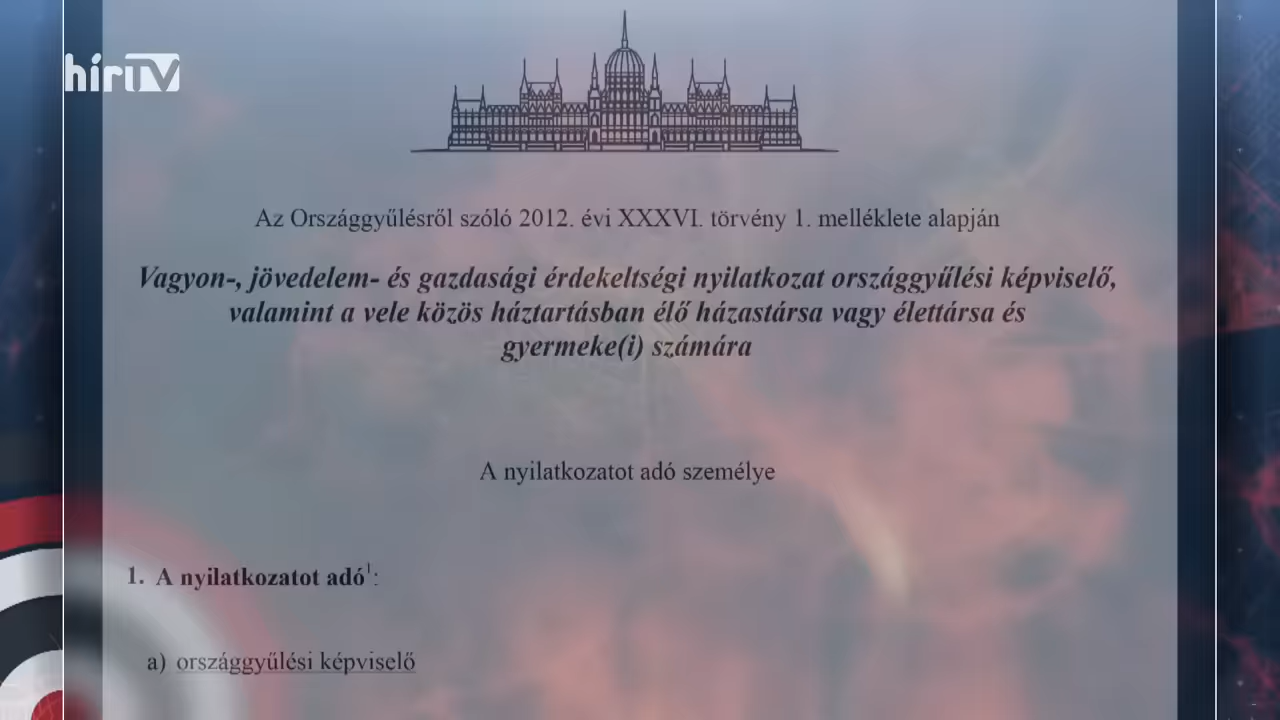 hírTV
Az Országgyűlésről szóló 2012. évi XXXVI. törvény 1. melléklete alapján
Vagyon-, jövedelem- és gazdasági érdekeltségi nyilatkozat országgyűlési képviselő,
valamint a vele közös háztartásban élő házastársa vagy élettársa és
gyermeke(i) számára
A nyilatkozatot adó személye
1. A nyilatkozatot adó¹:
a) országgyűlési képviselő